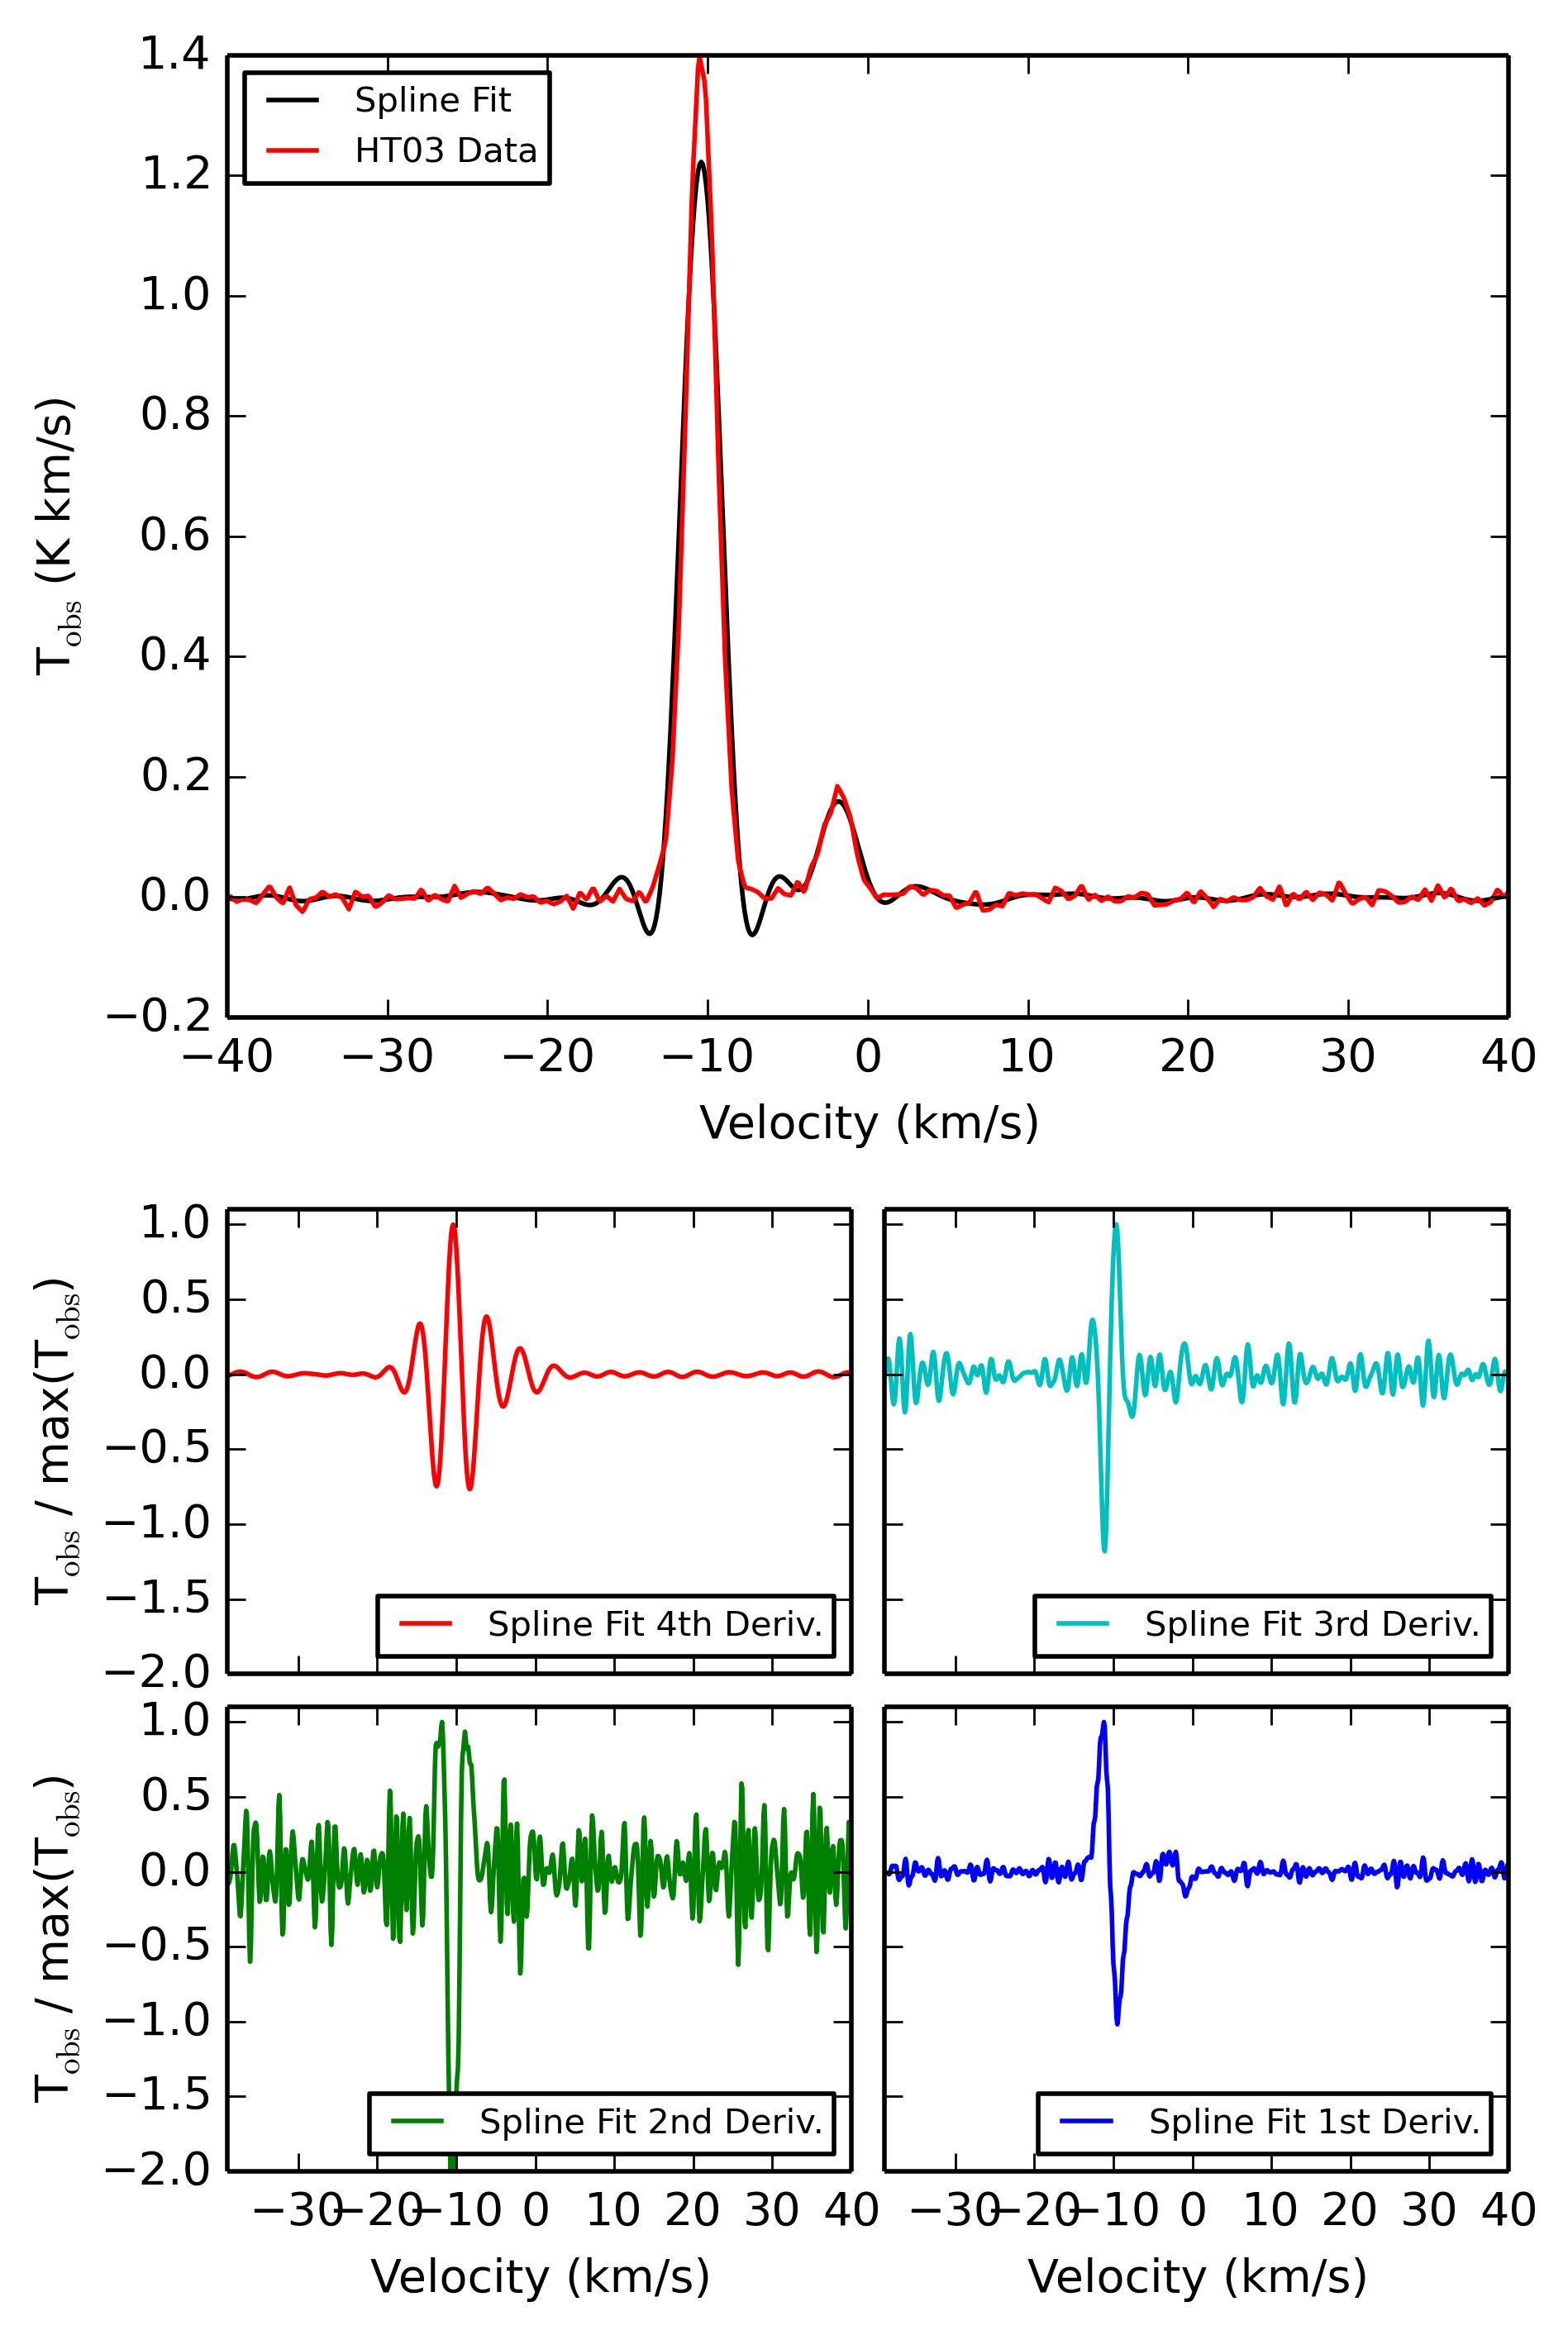 1.4
1.2
1.0
0.8
0.6
0.4
0.2
0.0
−0.2
T_obs (K km/s)
Spline Fit
HT03 Data
−40 −30 −20 −10 0 10 20 30 40
Velocity (km/s)
1.0
0.5
0.0
−0.5
−1.0
−1.5
−2.0
T_obs / max(T_obs)
Spline Fit 4th Deriv.
Spline Fit 3rd Deriv.
1.0
0.5
0.0
−0.5
−1.0
−1.5
−2.0
T_obs / max(T_obs)
Spline Fit 2nd Deriv.
Spline Fit 1st Deriv.
−30 −20 −10 0 10 20 30 40
−30 −20 −10 0 10 20 30 40
Velocity (km/s)
Velocity (km/s)